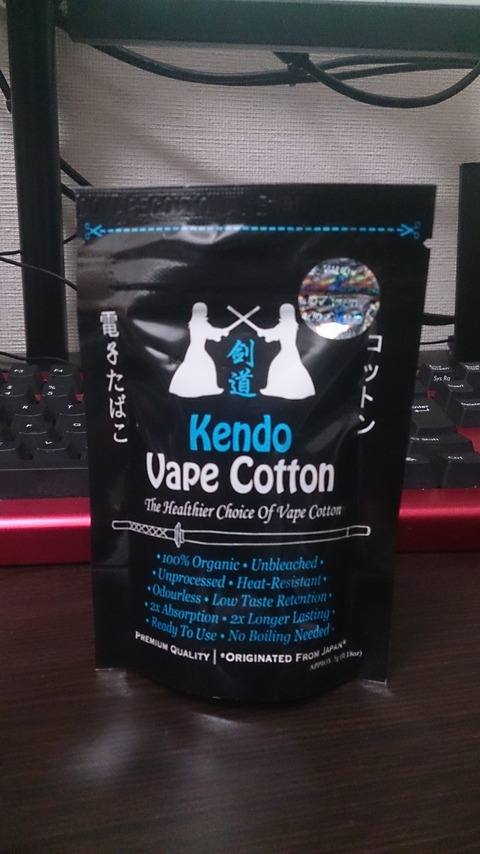 電子たばこ
コットン
剣道
Kendo
Vape Cotton
The Healthier Choice Of Vape Cotton
• 100% Organic • Unbleached •
• Unprocessed • Heat-Resistant •
• Odourless • Low Taste Retention •
• 2x Absorption • 2x Longer Lasting •
• Ready To Use • No Boiling Needed •
PREMIUM QUALITY | *ORIGINATED FROM JAPAN*
APPROX.